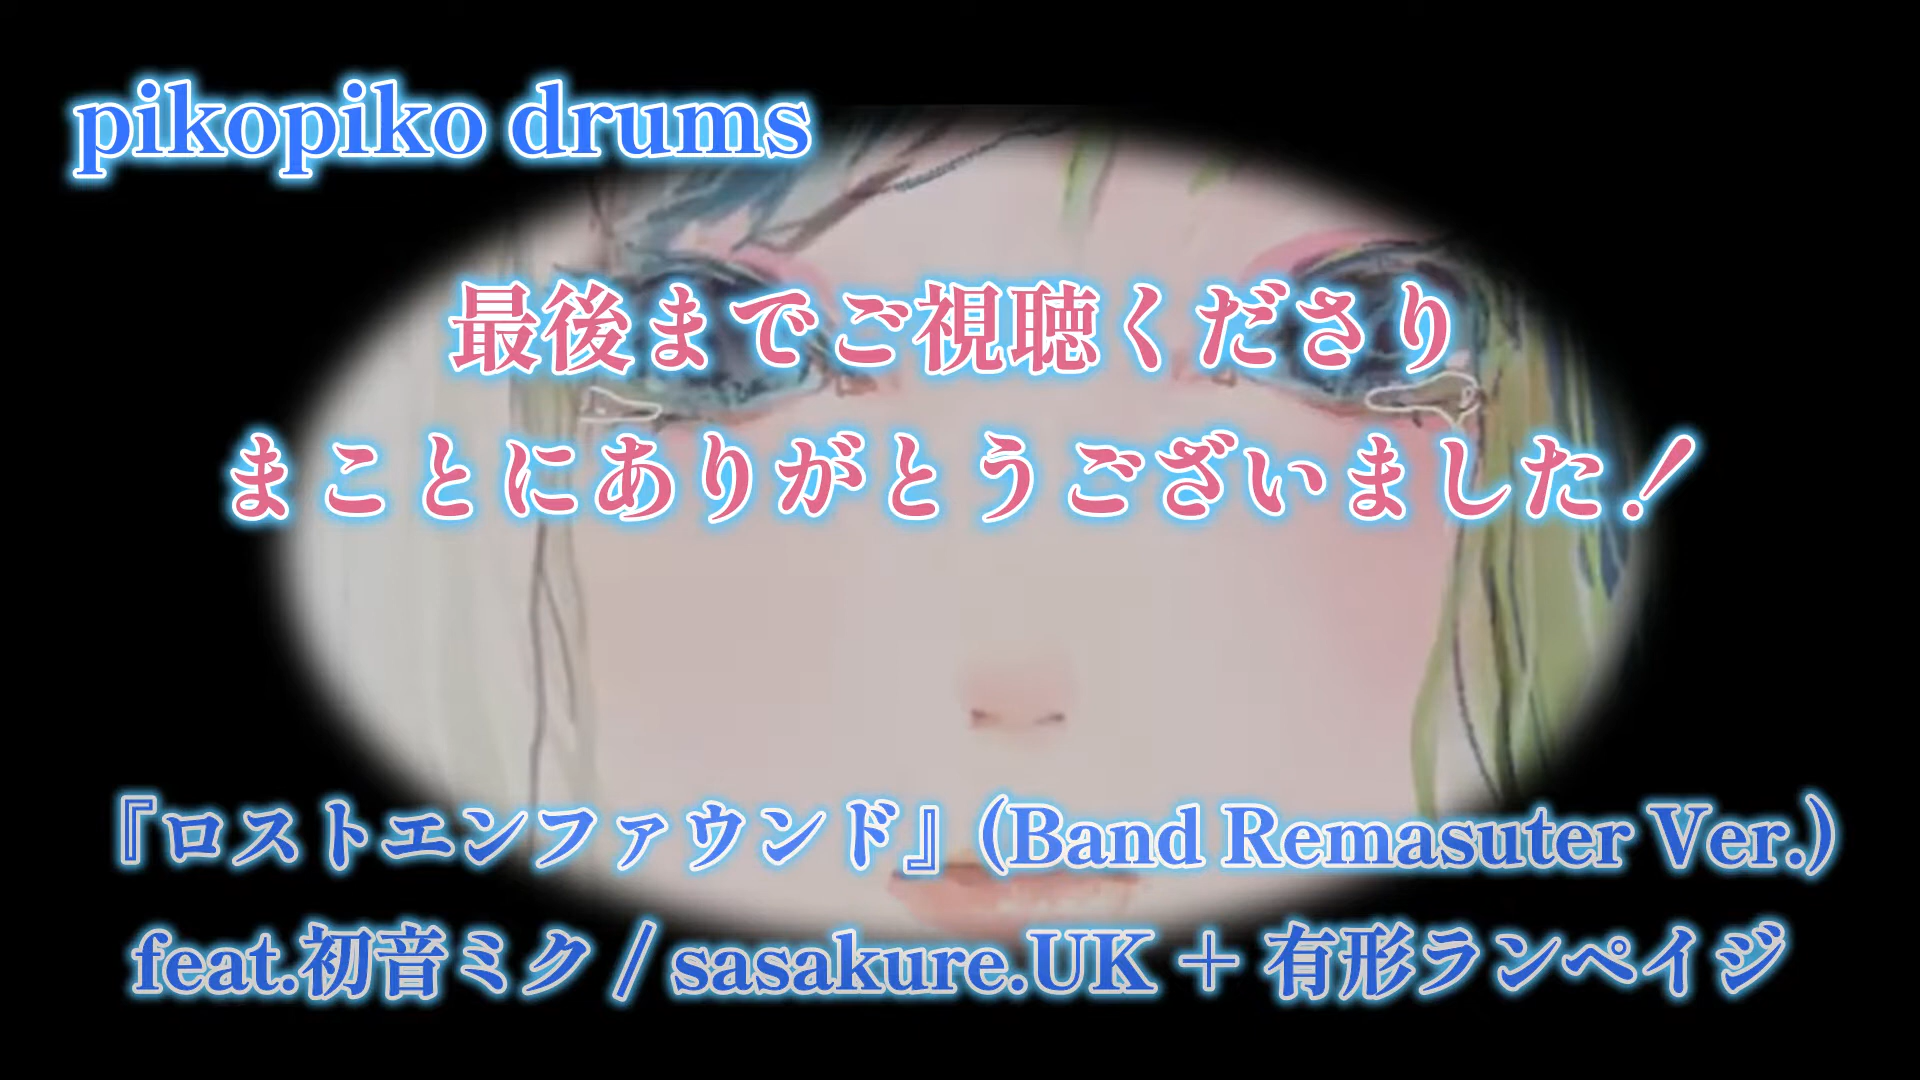 pikopiko drums
最後までご視聴くださり
まことにありがとうございました！
『ロストエンファウンド』(Band Remasuter Ver.)
feat.初音ミク / sasakure.UK + 有形ランペイジ